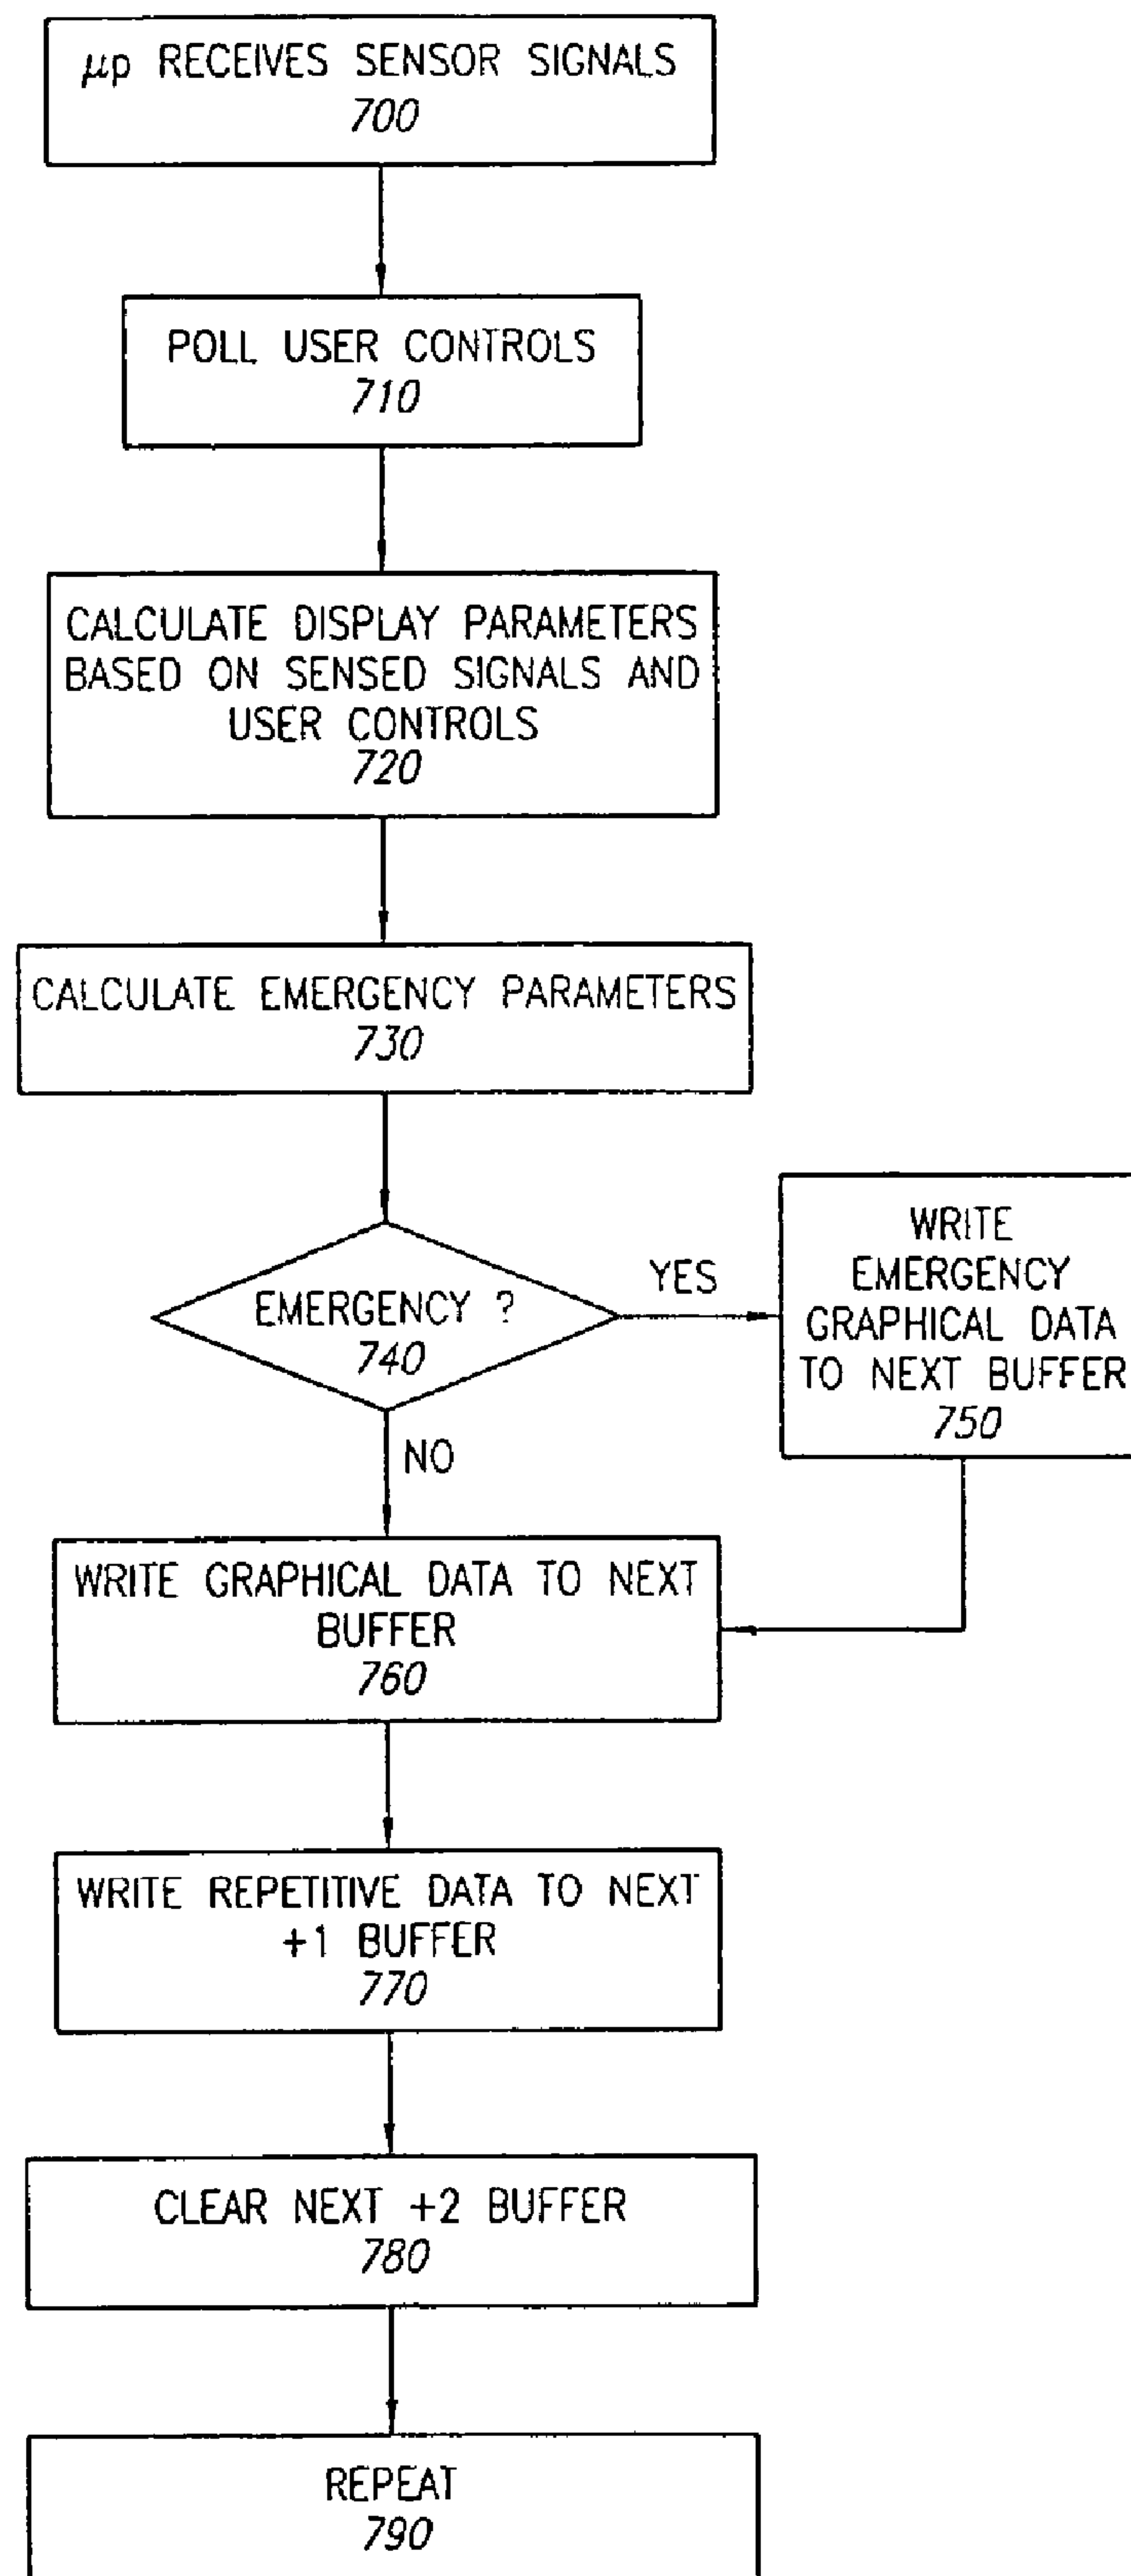 μp RECEIVES SENSOR SIGNALS
700
POLL USER CONTROLS
710
CALCULATE DISPLAY PARAMETERS
BASED ON SENSED SIGNALS AND
USER CONTROLS
720
CALCULATE EMERGENCY PARAMETERS
730
EMERGENCY ?
740
YES
WRITE
EMERGENCY
GRAPHICAL DATA
TO NEXT BUFFER
750
NO
WRITE GRAPHICAL DATA TO NEXT
BUFFER
760
WRITE REPETITIVE DATA TO NEXT
+1 BUFFER
770
CLEAR NEXT +2 BUFFER
780
REPEAT
790